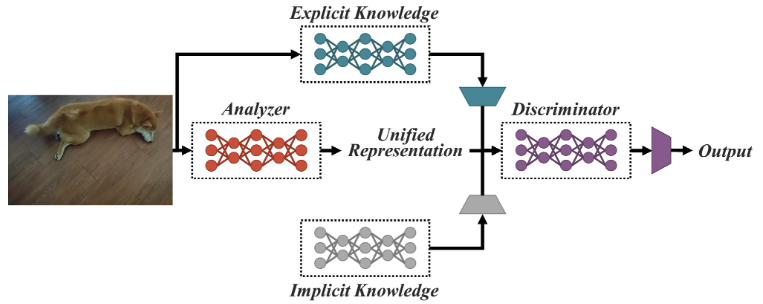 Explicit Knowledge
Analyzer
Unified
Representation
Discriminator
Output
Implicit Knowledge